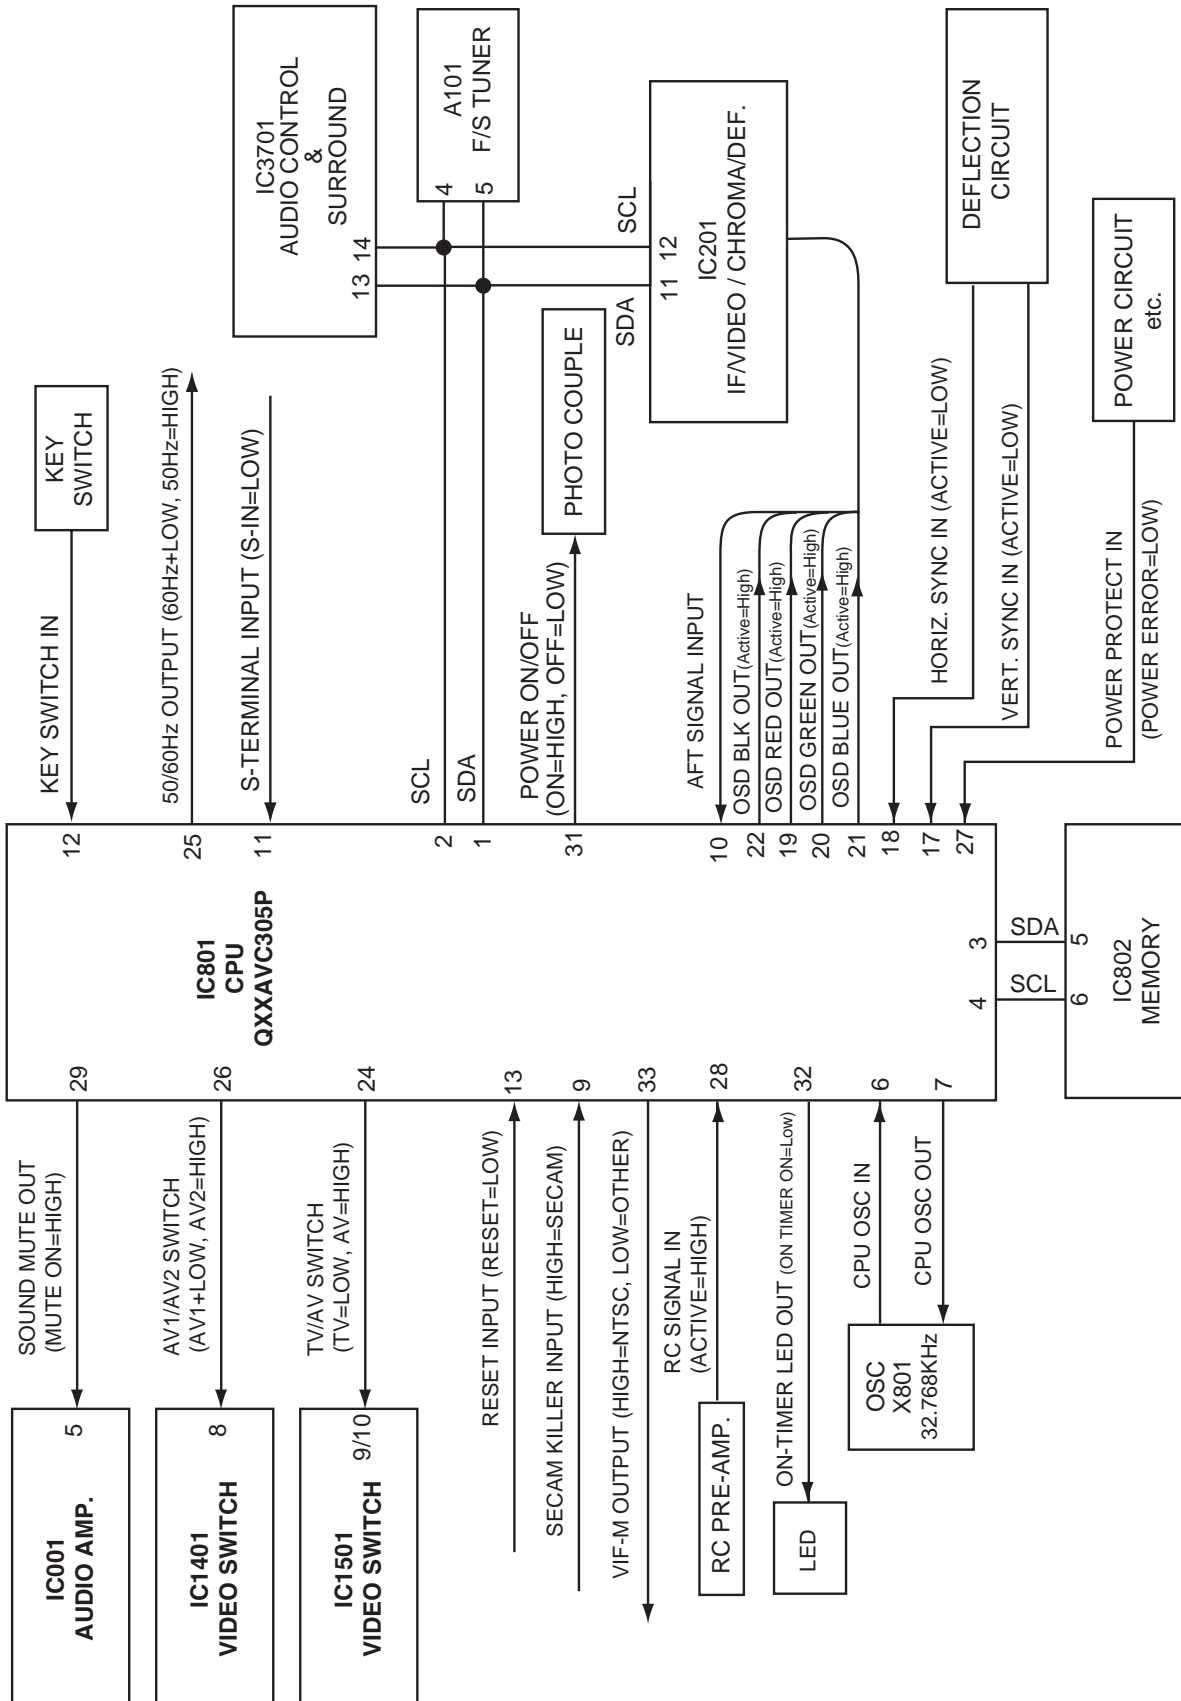 IC001
AUDIO AMP.
5
SOUND MUTE OUT
(MUTE ON=HIGH)
29
IC1401
VIDEO SWITCH
8
AV1/AV2 SWITCH
(AV1+LOW, AV2=HIGH)
26
IC1501
VIDEO SWITCH
9/10
TV/AV SWITCH
(TV=LOW, AV=HIGH)
24
RESET INPUT (RESET=LOW)
13
SECAM KILLER INPUT (HIGH=SECAM)
9
VIF-M OUTPUT (HIGH=NTSC, LOW=OTHER)
33
RC PRE-AMP.
RC SIGNAL IN
(ACTIVE=HIGH)
28
LED
ON-TIMER LED OUT (ON TIMER ON=Low)
32
OSC
X801
32.768KHz
CPU OSC IN
6
CPU OSC OUT
7
IC801
CPU
QXXAVC305P
4
3
SCL
SDA
6
5
IC802
MEMORY
12
KEY SWITCH IN
KEY
SWITCH
25
50/60Hz OUTPUT (60Hz+LOW, 50Hz=HIGH)
11
S-TERMINAL INPUT (S-IN=LOW)
2
SCL
1
SDA
31
POWER ON/OFF
(ON=HIGH, OFF=LOW)
PHOTO COUPLE
IC3701
AUDIO CONTROL
&
SURROUND
13
14
A101
F/S TUNER
4
5
SDA
SCL
11
12
IC201
IF/VIDEO / CHROMA/DEF.
10
AFT SIGNAL INPUT
22
OSD BLK OUT(Active=High)
19
OSD RED OUT(Active=High)
20
OSD GREEN OUT(Active=High)
21
OSD BLUE OUT(Active=High)
18
HORIZ. SYNC IN (ACTIVE=LOW)
17
VERT. SYNC IN (ACTIVE=LOW)
DEFLECTION
CIRCUIT
27
POWER PROTECT IN
(POWER ERROR=LOW)
POWER CIRCUIT
etc.